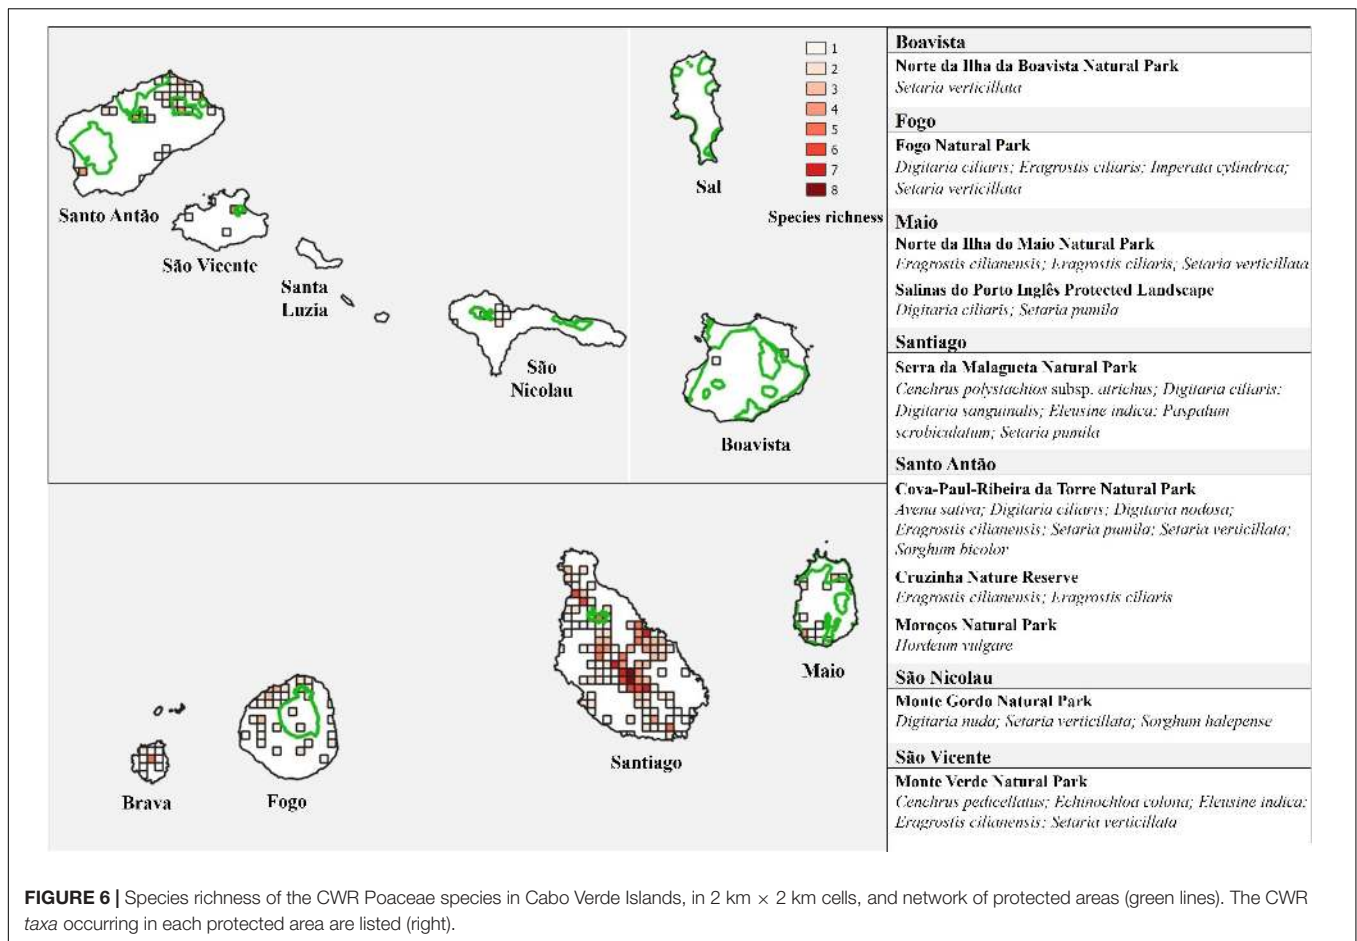 Santo Antão
São Vicente
Santa
Luzia
São
Nicolau
Sal
1
2
3
4
5
6
7
8
Species richness
Boavista
Brava
Fogo
Santiago
Maio
Boavista
Norte da Ilha da Boavista Natural Park
Setaria verticillata
Fogo
Fogo Natural Park
Digitaria ciliaris; Eragrostis ciliaris; Imperata cylindrica;
Setaria verticillata
Maio
Norte da Ilha do Maio Natural Park
Eragrostis cilianensis; Eragrostis ciliaris; Setaria verticillata
Salinas do Porto Inglês Protected Landscape
Digitaria ciliaris; Setaria pumila
Santiago
Serra da Malagueta Natural Park
Cenchrus polystachios subsp. atrichus; Digitaria ciliaris;
Digitaria sanguinalis; Eleusine indica; Paspalum
scrobiculatum; Setaria pumila
Santo Antão
Cova-Paul-Ribeira da Torre Natural Park
Avena sativa; Digitaria ciliaris; Digitaria nodosa;
Eragrostis cilianensis; Setaria pumila; Setaria verticillata;
Sorghum bicolor
Cruzinha Nature Reserve
Eragrostis cilianensis; Eragrostis ciliaris
Moroços Natural Park
Hordeum vulgare
São Nicolau
Monte Gordo Natural Park
Digitaria nuda; Setaria verticillata; Sorghum halepense
São Vicente
Monte Verde Natural Park
Cenchrus pedicellatus; Echinochloa colona; Eleusine indica;
Eragrostis cilianensis; Setaria verticillata
FIGURE 6 | Species richness of the CWR Poaceae species in Cabo Verde Islands, in 2 km × 2 km cells, and network of protected areas (green lines). The CWR
taxa occurring in each protected area are listed (right).